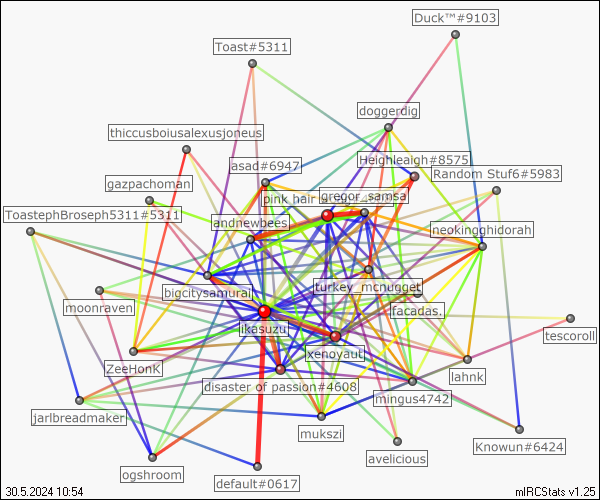 Duck™#9103
Toast#5311
doggerdig
thiccusboiusalexusjoneus
Heighleaigh#8575
asad#6947
Random Stuf6#5983
gazpachoman
pink hair
gregor_samsa
ToastephBroseph5311#5311
andnewbees
neokingghidorah
bigcitysamurai
turkey_mcnugget
moonraven
jfacadas.
ikasuzu
tescoroll
xenoyaut
ZeeHonk
lahnk
disaster of passion#4608
mingus4742
jarlbreadmaker
mukszi
Knowun#6424
avelicious
ogshroom
default#0617
30.5.2024 10:54
mIRCStats v1.25